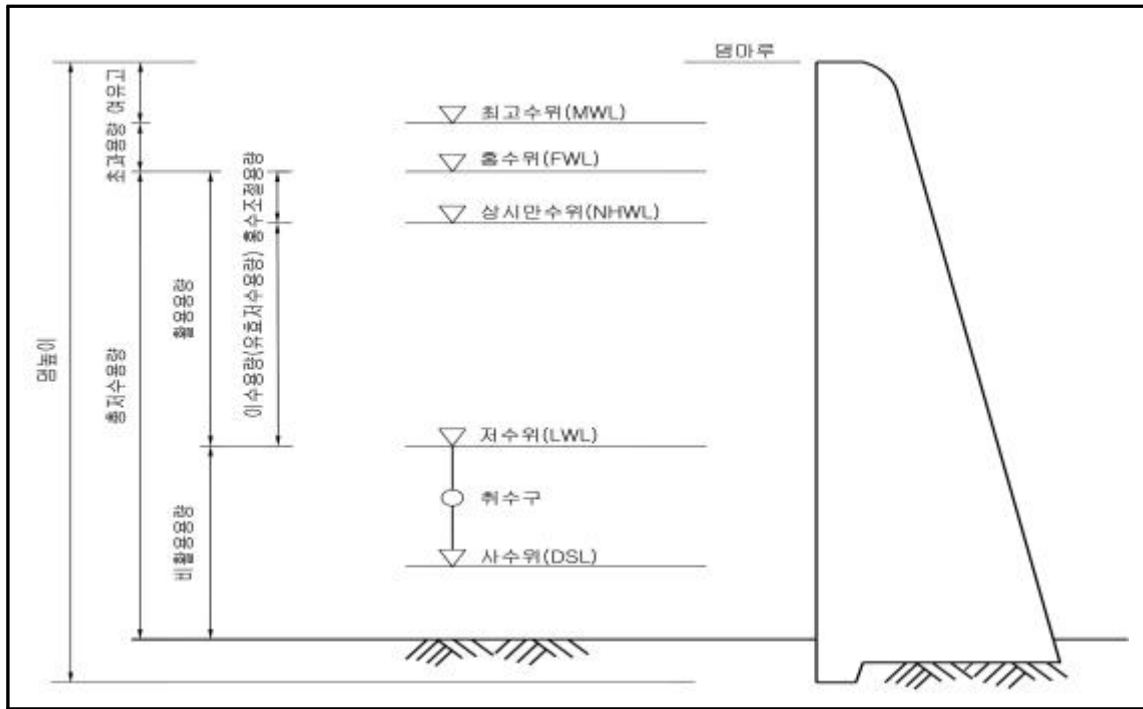 댐마루
최고수위(MWL)
홍수위(FWL)
상시만수위(NHWL)
저수위(LWL)
취수구
사수위(DSL)
댐높이
여유고
초과용량
총저수용량
활용용량
비활용용량
홍수조절용량
이수용량(유효저수용량)